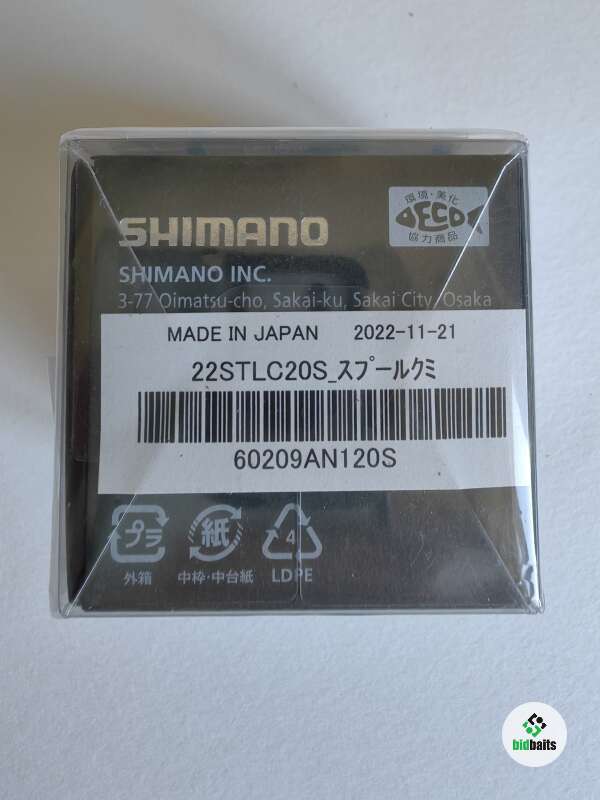 環境・美化
DECOS
協力商品
SHIMANO
SHIMANO INC.
3-77 Oimatsu-cho, Sakai-ku, Sakai City, Osaka
MADE IN JAPAN 2022-11-21
22STLC20S_スプールクミ
60209AN120S
プラ 紙 4
外箱 中枠・中台紙 LDPE
bidbaits